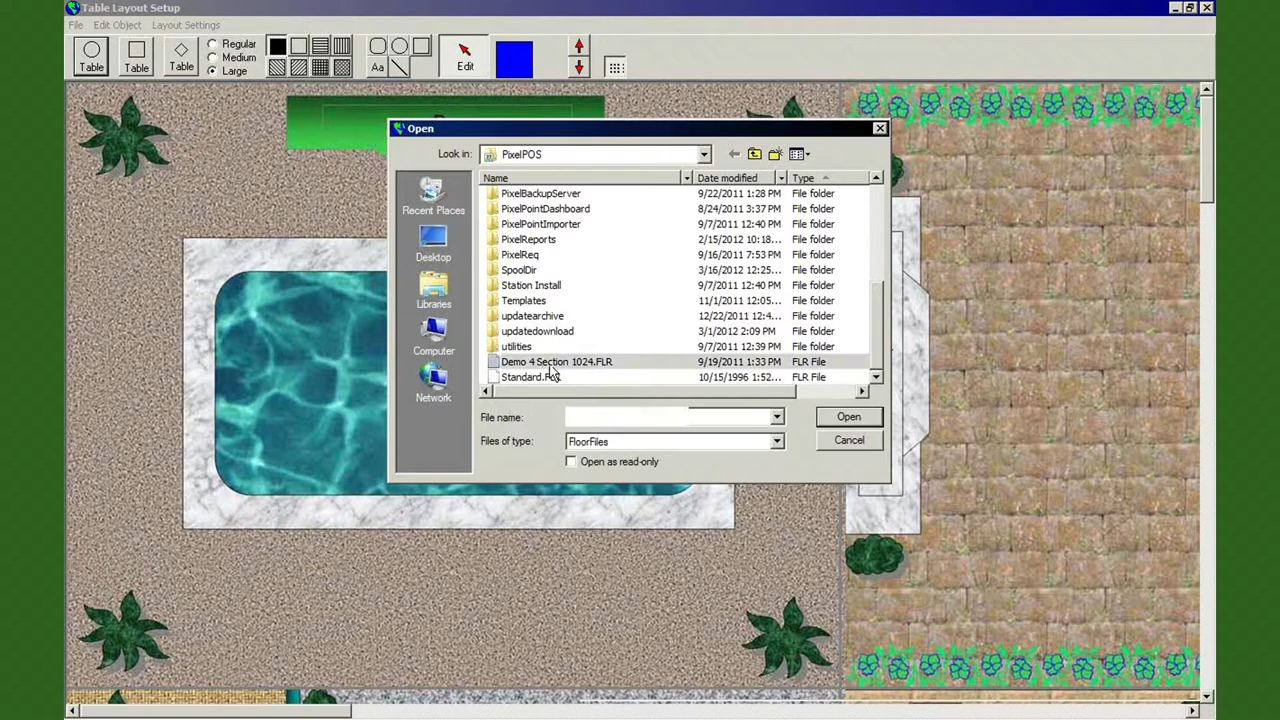 Table Layout Setup
File Edit Object Layout Settings
Table Table Table Regular Medium Large Aa Edit
Open
Look in: PixelPOS
Name Date modified Type
PixelBackupServer 9/22/2011 1:28 PM File folder
PixelPointDashboard 8/24/2011 3:37 PM File folder
PixelPointImporter 9/7/2011 12:40 PM File folder
PixelReports 2/15/2012 10:18... File folder
PixelReq 9/16/2011 7:53 PM File folder
SpoolDir 3/16/2012 12:25... File folder
Station Install 9/7/2011 12:40 PM File folder
Templates 11/1/2011 12:05... File folder
updatearchive 12/22/2011 12:4... File folder
updatedownload 3/1/2012 2:09 PM File folder
utilities 9/7/2011 12:39 PM File folder
Demo 4 Section 1024.FLR 9/19/2011 1:33 PM FLR File
Standard. 10/15/1996 1:52... FLR File
Recent Places
Desktop
Libraries
Computer
Network
File name: Open
Files of type: FloorFiles Cancel
Open as read-only